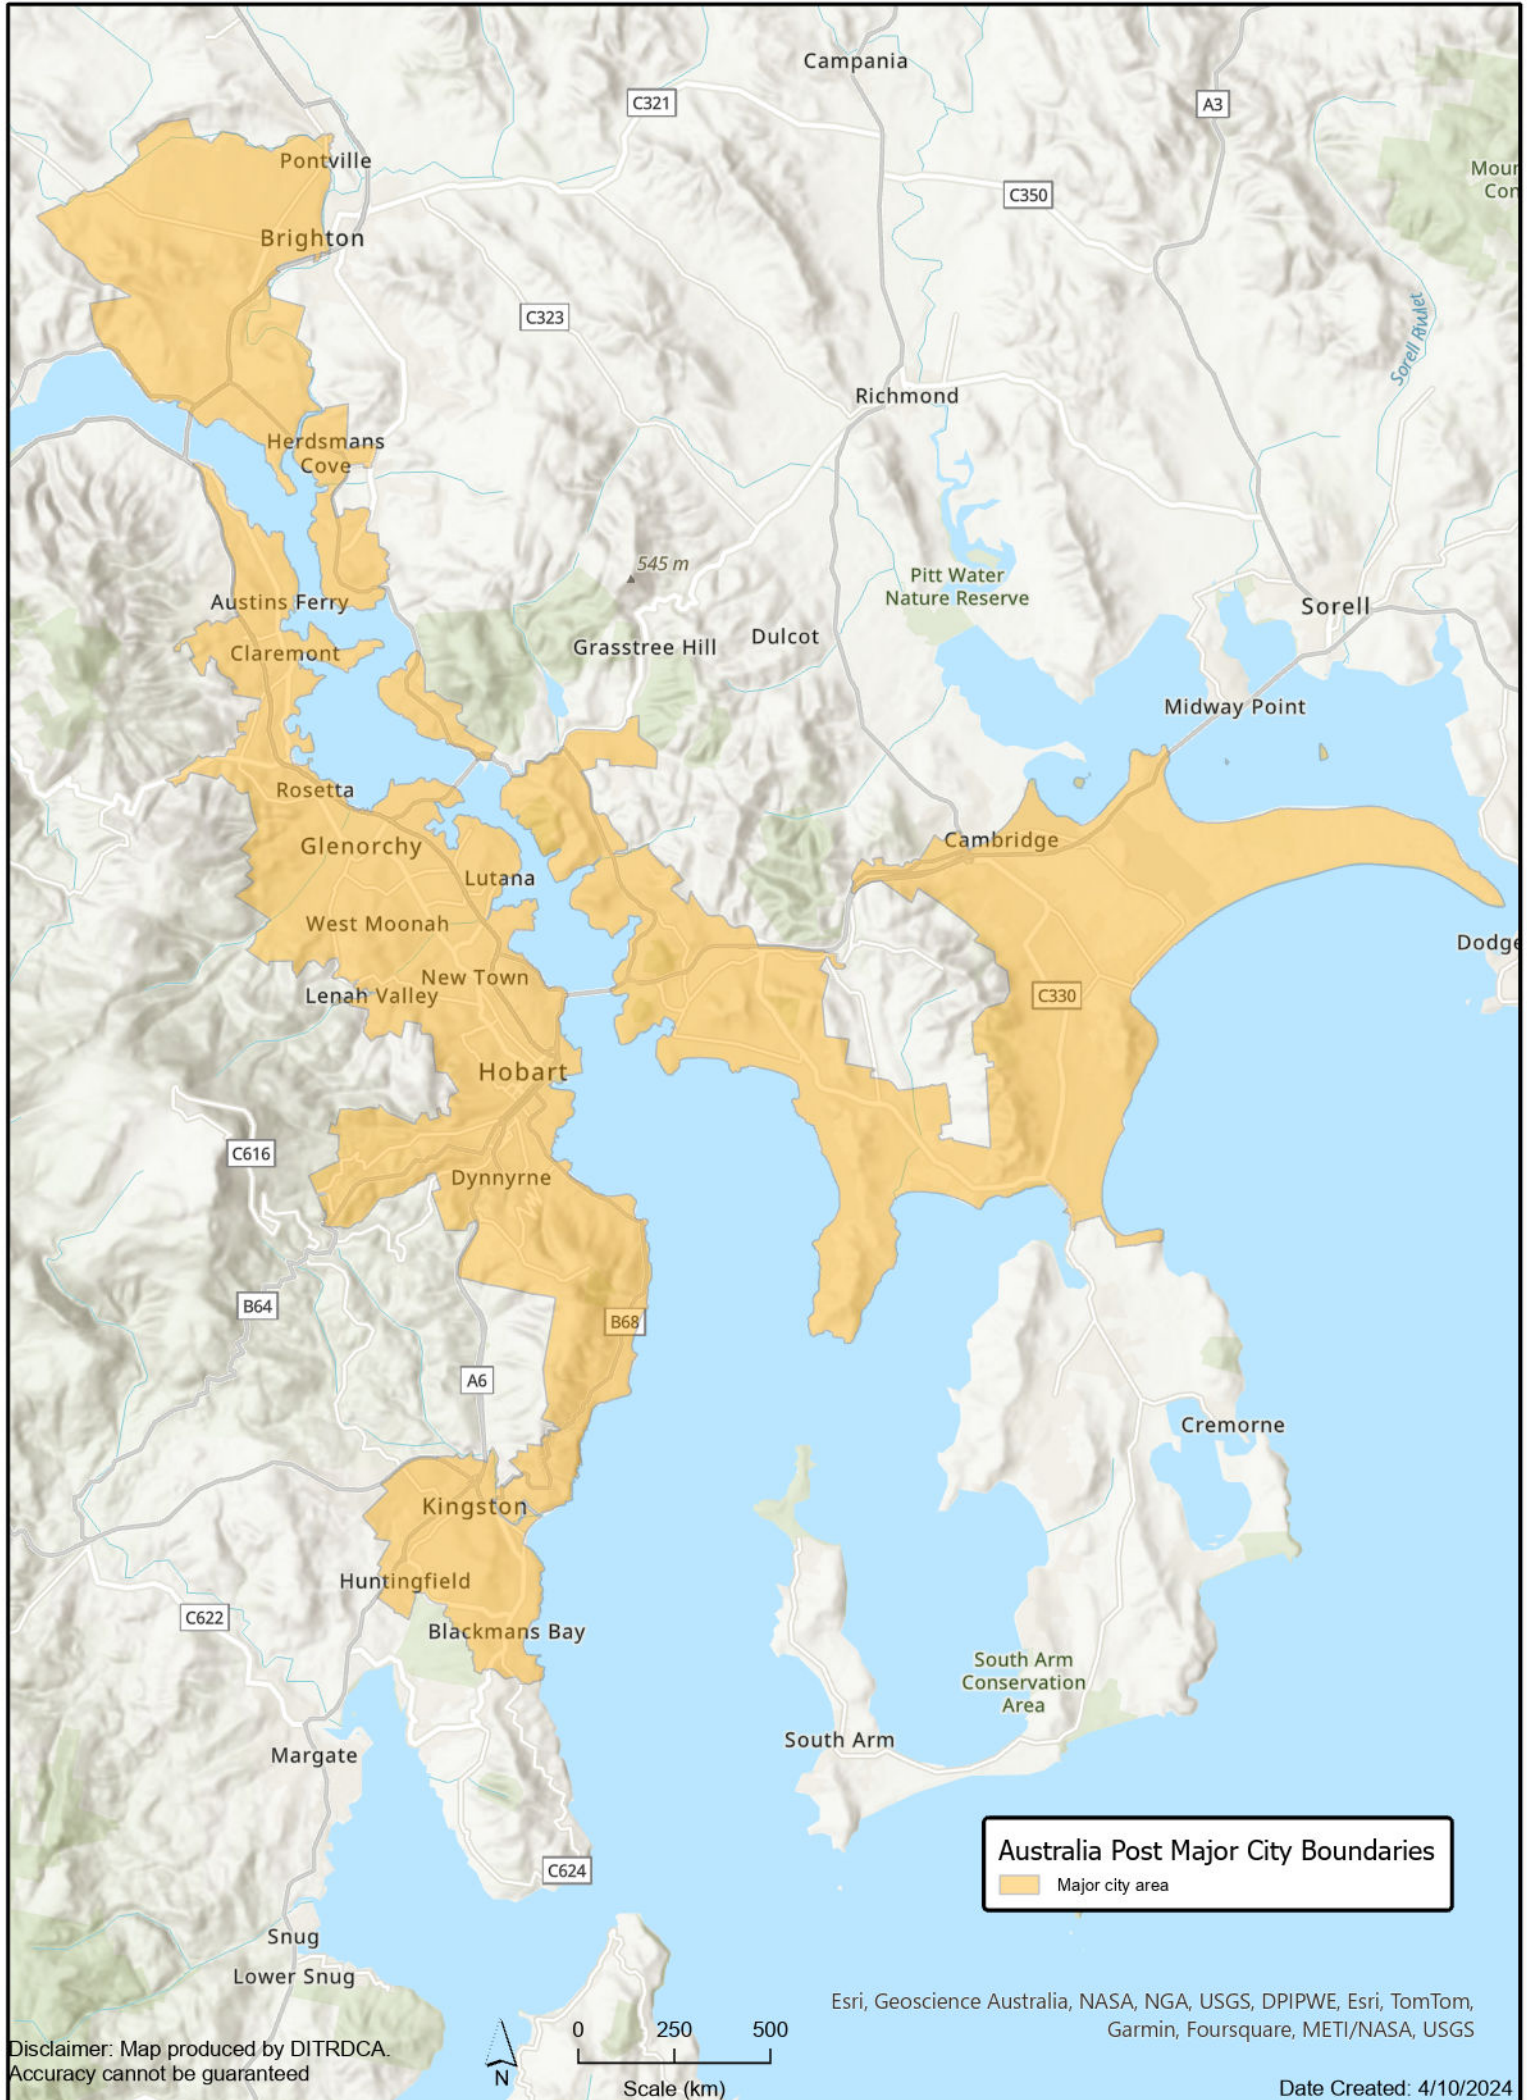 Campania
C321
A3
Pontville
Moun
Con
C350
Brighton
C323
Sorell Rivulet
Richmond
Herdsmans
Cove
545 m
Pitt Water
Nature Reserve
Austins Ferry
Sorell
Claremont
Grasstree Hill
Dulcot
Midway Point
Rosetta
Glenorchy
Cambridge
Lutana
West Moonah
Dodge
New Town
Lenah Valley
C330
Hobart
C616
Dynnyrne
B64
B68
A6
Cremorne
Kingston
Huntingfield
C622
Blackmans Bay
South Arm
Conservation
Area
South Arm
Margate
Australia Post Major City Boundaries
Major city area
C624
Snug
Lower Snug
Esri, Geoscience Australia, NASA, NGA, USGS, DPIPWE, Esri, TomTom,
Garmin, Foursquare, METI/NASA, USGS
Disclaimer: Map produced by DITRDCA.
Accuracy cannot be guaranteed
N
0 250 500
Scale (km)
Date Created: 4/10/2024